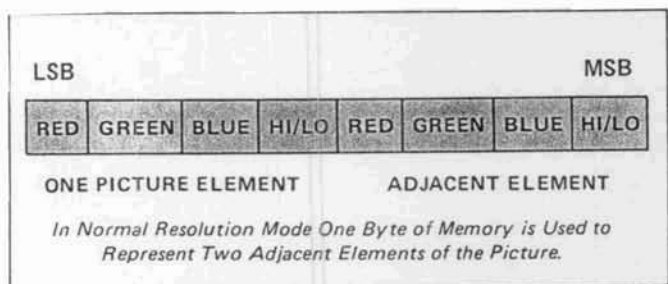 LSB MSB
RED GREEN BLUE HI/LO RED GREEN BLUE HI/LO
ONE PICTURE ELEMENT ADJACENT ELEMENT
In Normal Resolution Mode One Byte of Memory is Used to
Represent Two Adjacent Elements of the Picture.